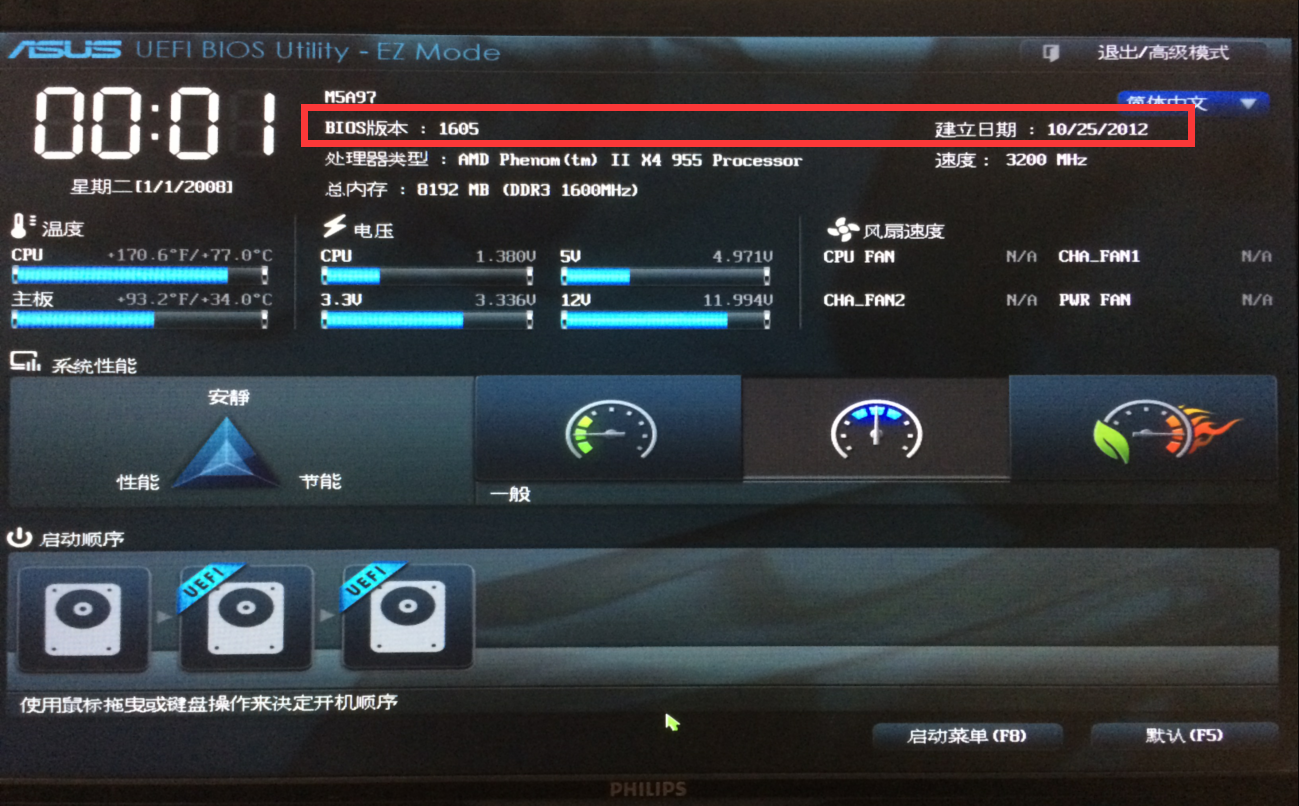 ASUS UEFI BIOS Utility - EZ Mode
退出/高级模式
00:01
星期二[1/1/2008]
M5A97
简体中文
BIOS版本 : 1605
建立日期 : 10/25/2012
处理器类型 : AMD Phenom(tm) II X4 955 Processor
速度 : 3200 MHz
总内存 : 8192 MB (DDR3 1600MHz)
温度
CPU +170.6°F/+77.0°C
主板 +93.2°F/+34.0°C
电压
CPU 1.380V 5V 4.971V
3.3V 3.336V 12V 11.994V
风扇速度
CPU FAN N/A CHA_FAN1 N/A
CHA_FAN2 N/A PWR FAN N/A
系统性能
安静
性能 节能
一般
启动顺序
UEFI
UEFI
使用鼠标拖曳或键盘操作来决定开机顺序
启动菜单(F8)
默认(F5)
PHILIPS